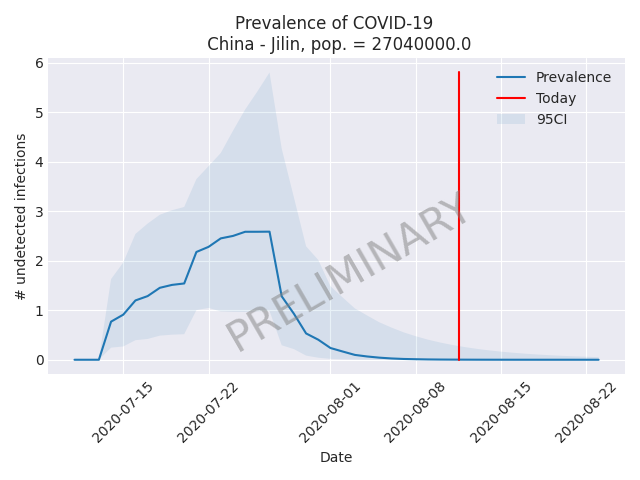 Prevalence of COVID-19
China - Jilin, pop. = 27040000.0
6
5
4
3
2
1
0
# undetected infections
Prevalence
Today
95CI
PRELIMINARY
2020-07-15
2020-07-22
2020-08-01
2020-08-08
2020-08-15
2020-08-22
Date